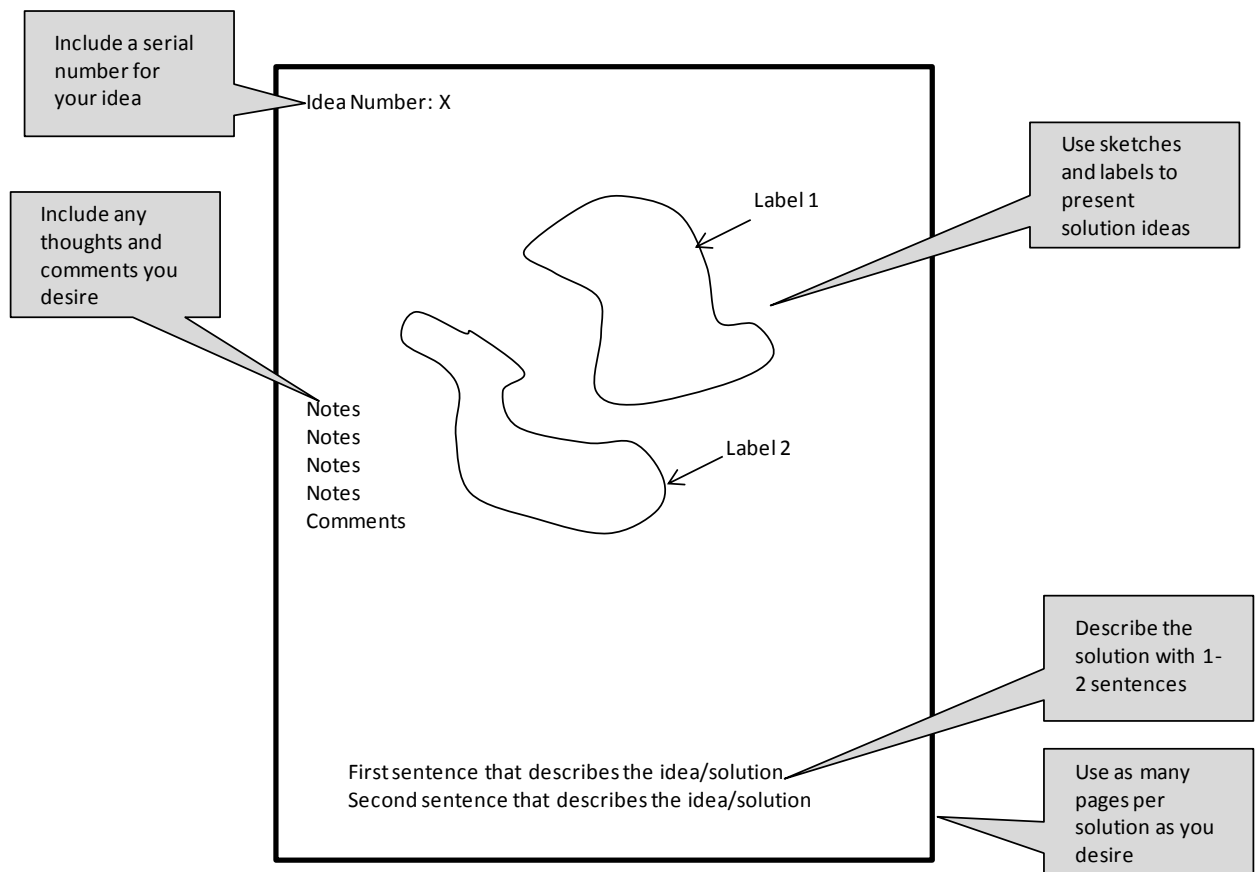 Include a serial
number for
your idea
Idea Number: X
Use sketches
and labels to
present
solution ideas
Label 1
Include any
thoughts and
comments you
desire
Notes
Notes
Notes
Notes
Comments
Label 2
Describe the
solution with 1-
2 sentences
First sentence that describes the idea/solution
Second sentence that describes the idea/solution
Use as many
pages per
solution as you
desire